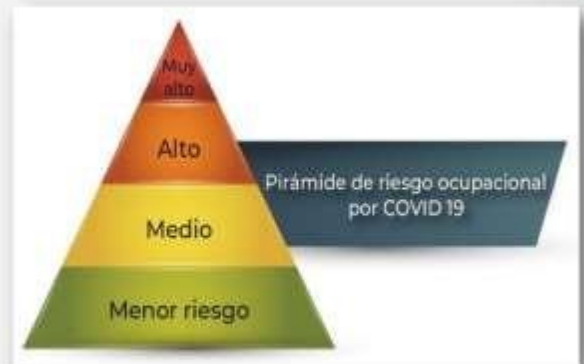 Muy
alto
Alto
Pirámide de riesgo ocupacional
por COVID 19
Medio
Menor riesgo